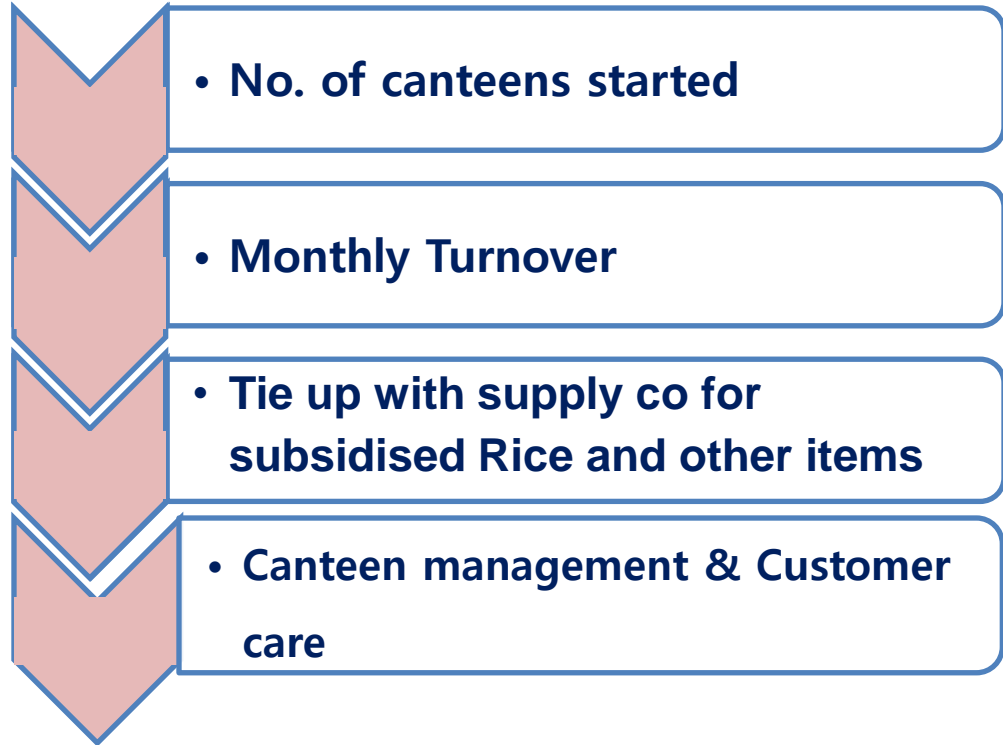 • No. of canteens started
• Monthly Turnover
• Tie up with supply co for
subsidised Rice and other items
• Canteen management & Customer
care